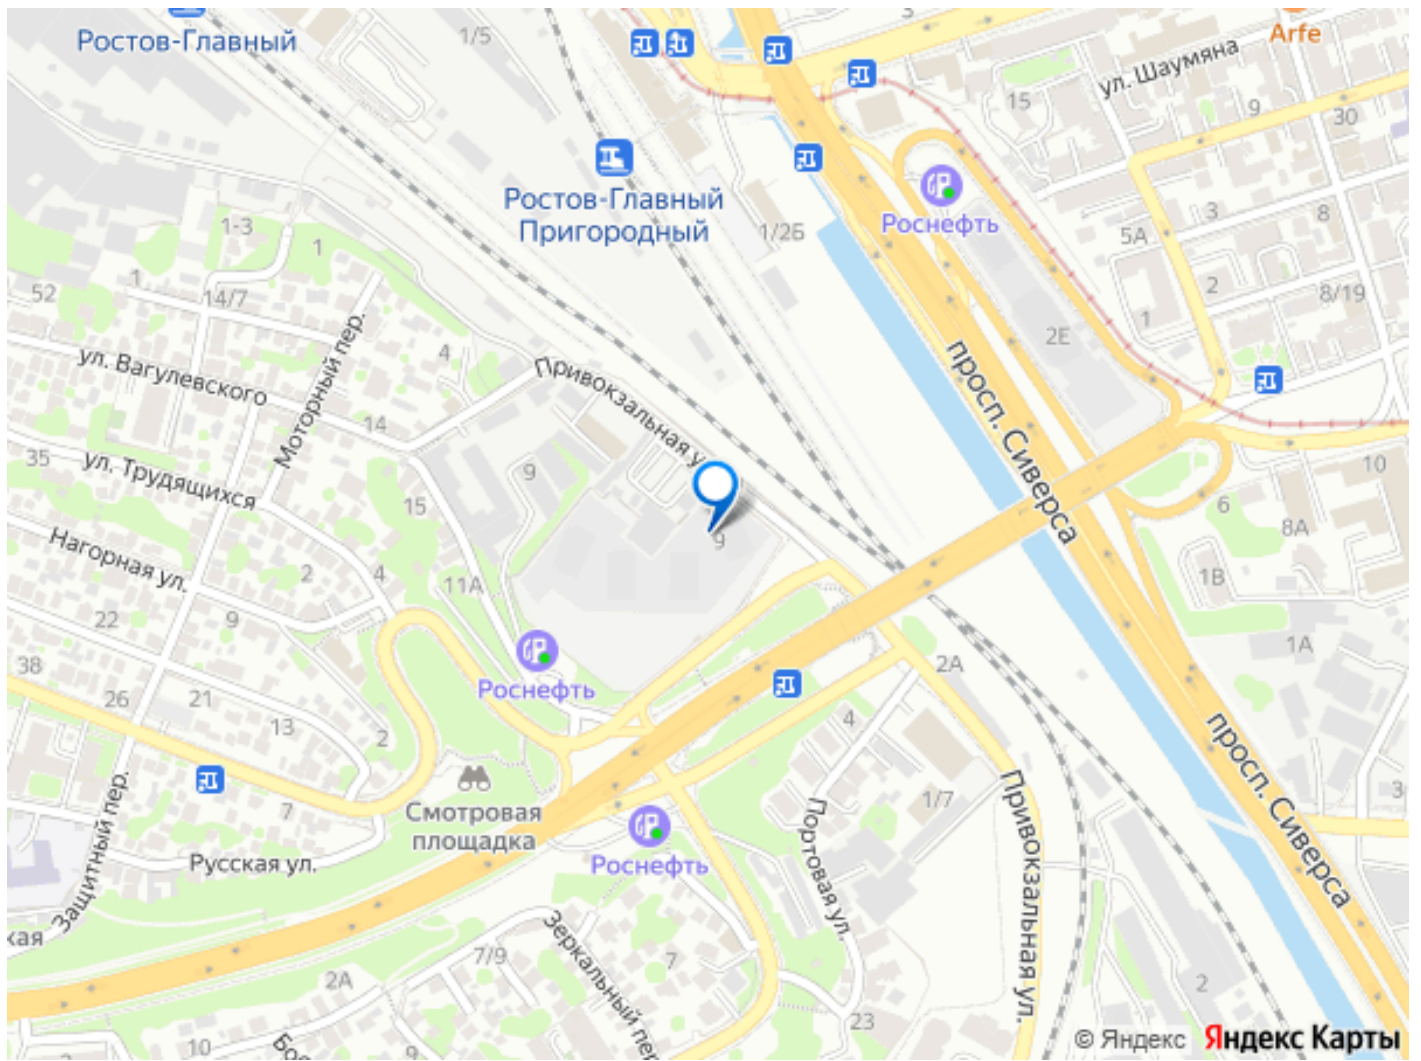 Ростов-Главный
1/5
Arfe
ул. Шаумяна
15
9
30
Ростов-Главный
Пригородный
Роснефть
1-3
1
1/2Б
3
8
5А
52
1
14/7
2
8/19
1
2Е
4
Моторный пер.
ул. Вагулевского
Привокзальная у
просп. Сиверса
14
35
ул. Трудящихся
9
10
15
6
8А
9
Нагорная ул.
2
4
11А
1В
22
9
1А
38
2А
Роснефть
26
21
13
2
4
просп. Сиверса
7
Смотровая
площадка
1/7
3
Привокзальная ул.
Портовая ул.
Защитный пер.
Русская ул.
Роснефть
кая
7/9
Зеркальный пер
7
2А
2
23
10
Бол
9
© Яндекс Яндекс Карты